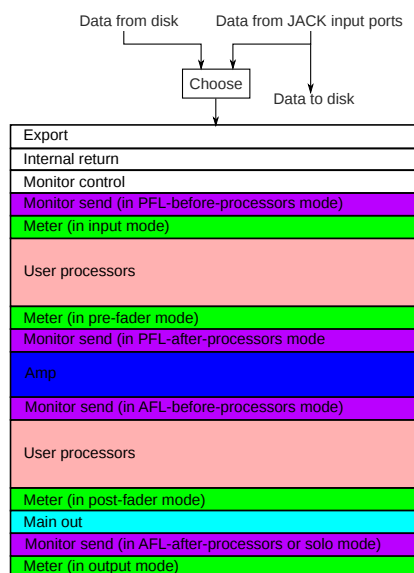 Data from disk
Data from JACK input ports
Choose
Data to disk
Export
Internal return
Monitor control
Monitor send (in PFL-before-processors mode)
Meter (in input mode)
User processors
Meter (in pre-fader mode)
Monitor send (in PFL-after-processors mode
Amp
Monitor send (in AFL-before-processors mode)
User processors
Meter (in post-fader mode)
Main out
Monitor send (in AFL-after-processors or solo mode)
Meter (in output mode)